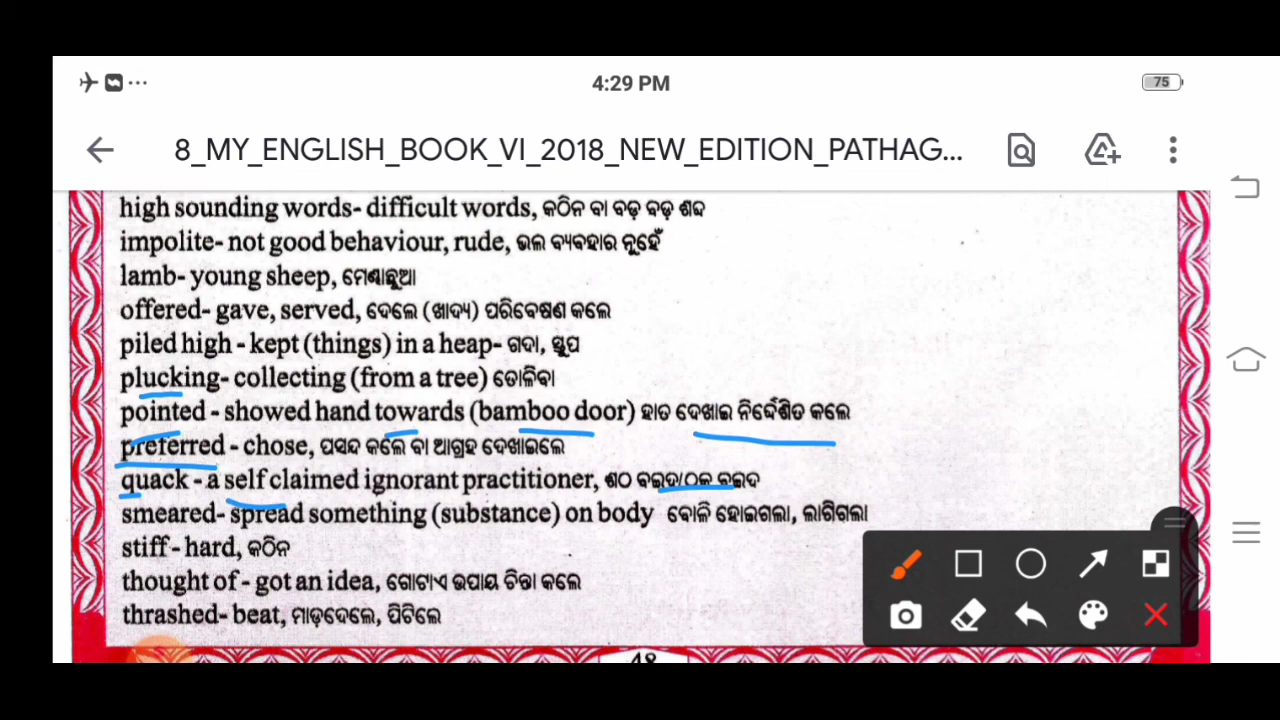 4:29 PM
75
8_MY_ENGLISH_BOOK_VI_2018_NEW_EDITION_PATHAG...
high sounding words- difficult words, କଠିନ ବା ବଡ଼ ବଡ଼ ଶବ୍ଦ
impolite- not good behaviour, rude, ଭଲ ବ୍ୟବହାର ନୁହେଁ
lamb- young sheep, ମେଣ୍ଢାଛୁଆ
offered- gave, served, ଦେଲେ (ଖାଦ୍ୟ) ପରିବେଷଣ କଲେ
piled high - kept (things) in a heap- ଗଦା, ସ୍ତୁପ
plucking- collecting (from a tree) ତୋଳିବା
pointed - showed hand towards (bamboo door) ହାତ ଦେଖାଇ ନିର୍ଦ୍ଦେଶିତ କଲେ
preferred - chose, ପସନ୍ଦ କଲେ ବା ଆଗ୍ରହ ଦେଖାଇଲେ
quack - a self claimed ignorant practitioner, ଶଠ ବଇଦ/ଠକ ବଇଦ
smeared- spread something (substance) on body ବୋଳି ହୋଇଗଲା, ଲାଗିଗଲା
stiff - hard, କଠିନ
thought of - got an idea, ଗୋଟାଏ ଉପାୟ ଚିନ୍ତା କଲେ
thrashed- beat, ମାଡ଼ଦେଲେ, ପିଟିଲେ
48